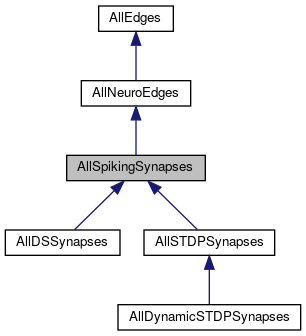 AllEdges
AllNeuroEdges
AllSpikingSynapses
AllDSSynapses
AllSTDPSynapses
AllDynamicSTDPSynapses